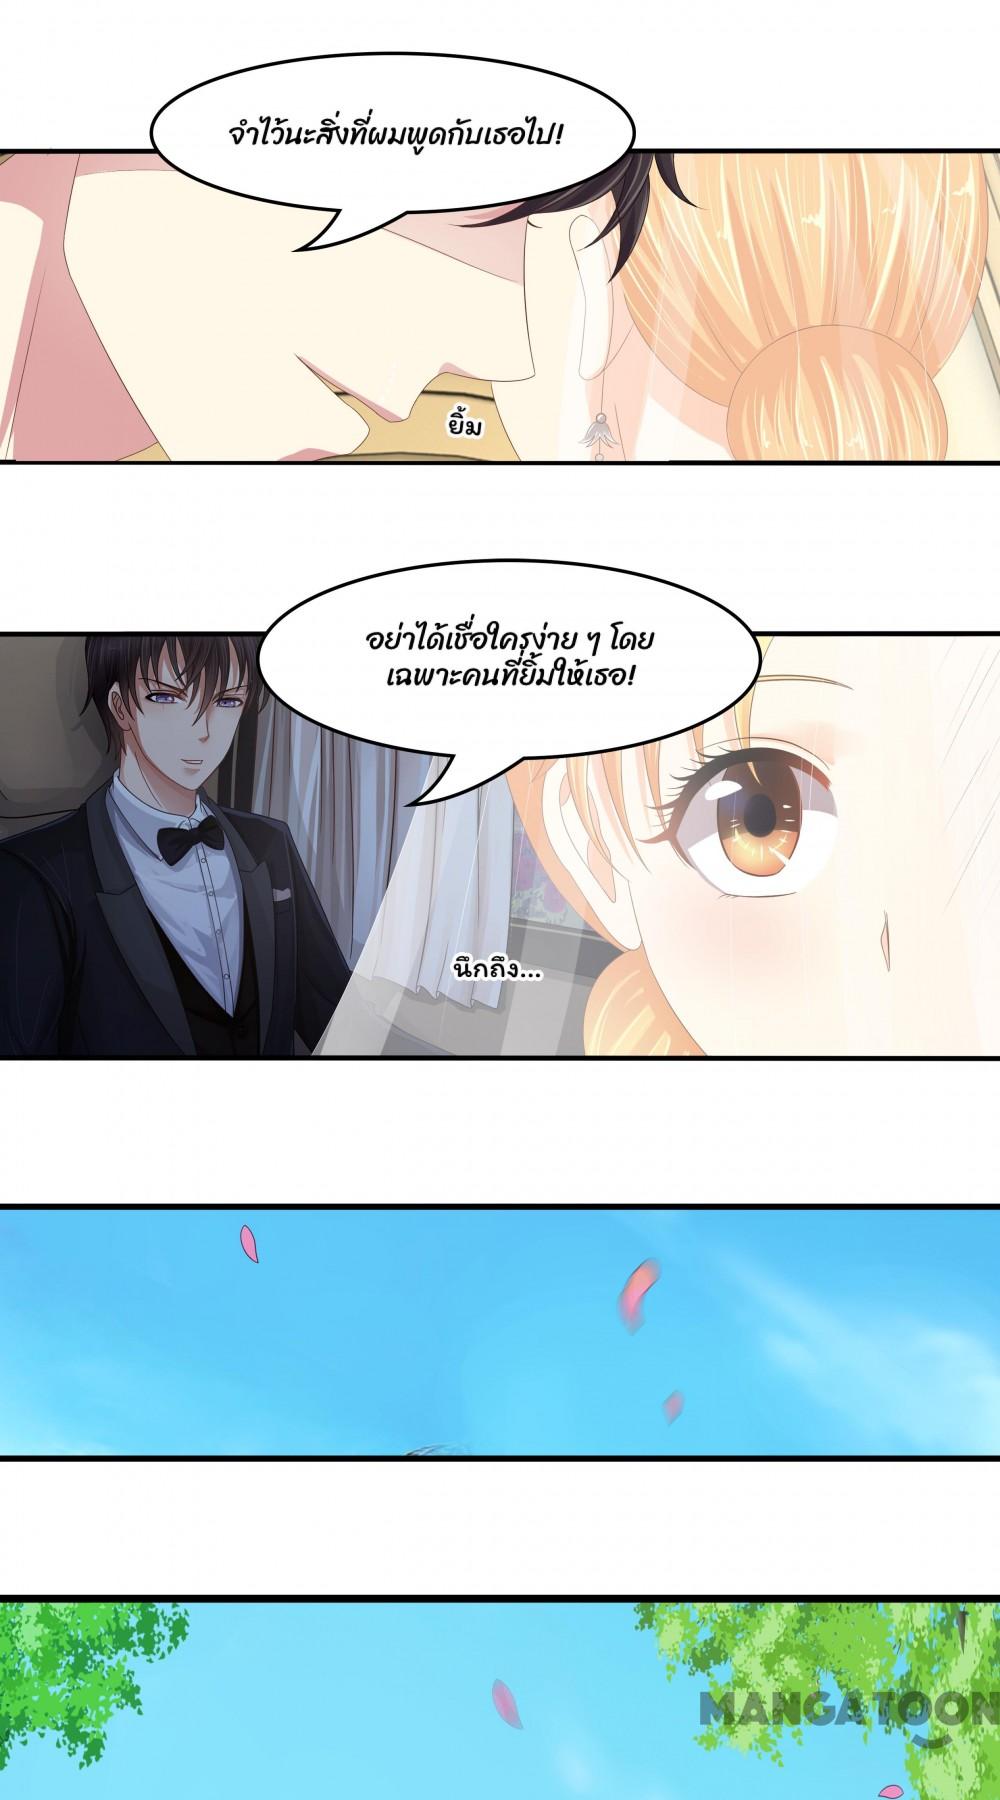 จำไว้นะสิ่งที่ผมพูดกับเธอไป!
ยิ้ม
อย่าได้เชื่อใครง่าย ๆ โดย
เฉพาะคนที่ยิ้มให้เธอ!
นึกถึง...
MANGATOON